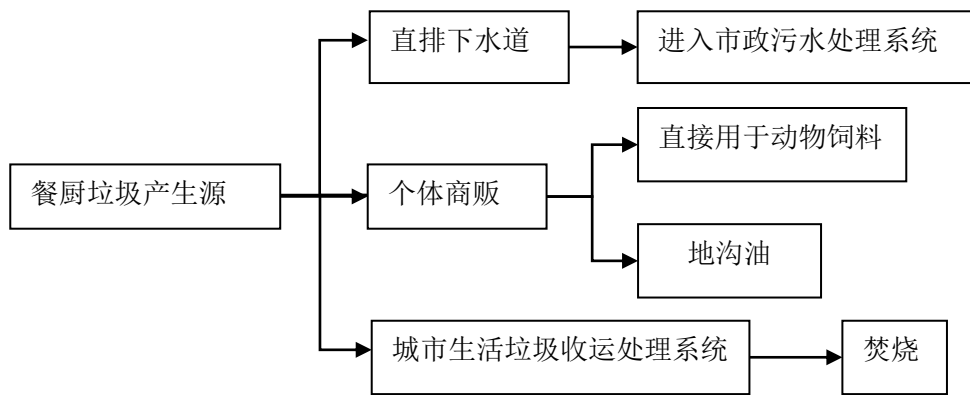 直排下水道
进入市政污水处理系统
直接用于动物饲料
餐厨垃圾产生源
个体商贩
地沟油
城市生活垃圾收运处理系统
焚烧